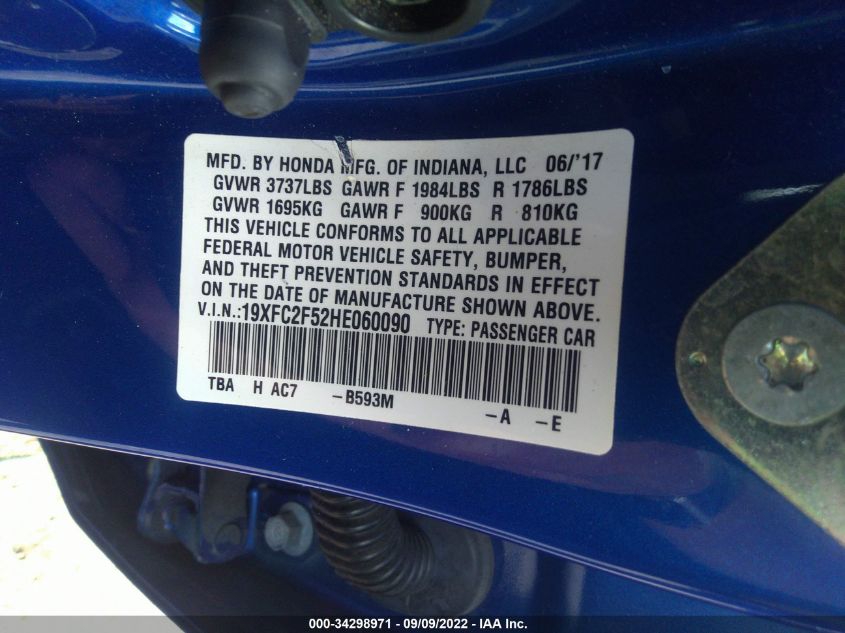 MFD. BY HONDA MFG. OF INDIANA, LLC 06/'17
GVWR 3737LBS GAWR F 1984LBS R 1786LBS
GVWR 1695KG GAWR F 900KG R 810KG
THIS VEHICLE CONFORMS TO ALL APPLICABLE
FEDERAL MOTOR VEHICLE SAFETY, BUMPER,
AND THEFT PREVENTION STANDARDS IN EFFECT
ON THE DATE OF MANUFACTURE SHOWN ABOVE.
V.I.N.:19XFC2F52HE060090 TYPE: PASSENGER CAR
TBA H AC7 -B593M -A -E
000-34298971 / 09/09/2022 - IAA Inc.